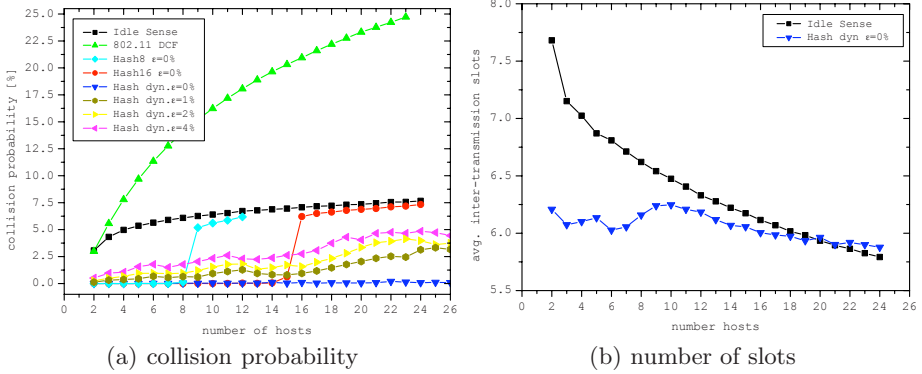 Idle Sense
802.11 DCF
Hash8 ε=0%
Hash16 ε=0%
Hash dyn.ε=0%
Hash dyn.ε=1%
Hash dyn.ε=2%
Hash dyn.ε=4%
collision probability [%]
25.0
22.5
20.0
17.5
15.0
12.5
10.0
7.5
5.0
2.5
0.0
0 2 4 6 8 10 12 14 16 18 20 22 24 26
number of hosts
(a) collision probability
Idle Sense
Hash dyn ε=0%
avg. inter-transmission slots
8.0
7.5
7.0
6.5
6.0
5.5
0 2 4 6 8 10 12 14 16 18 20 22 24 26
number hosts
(b) number of slots